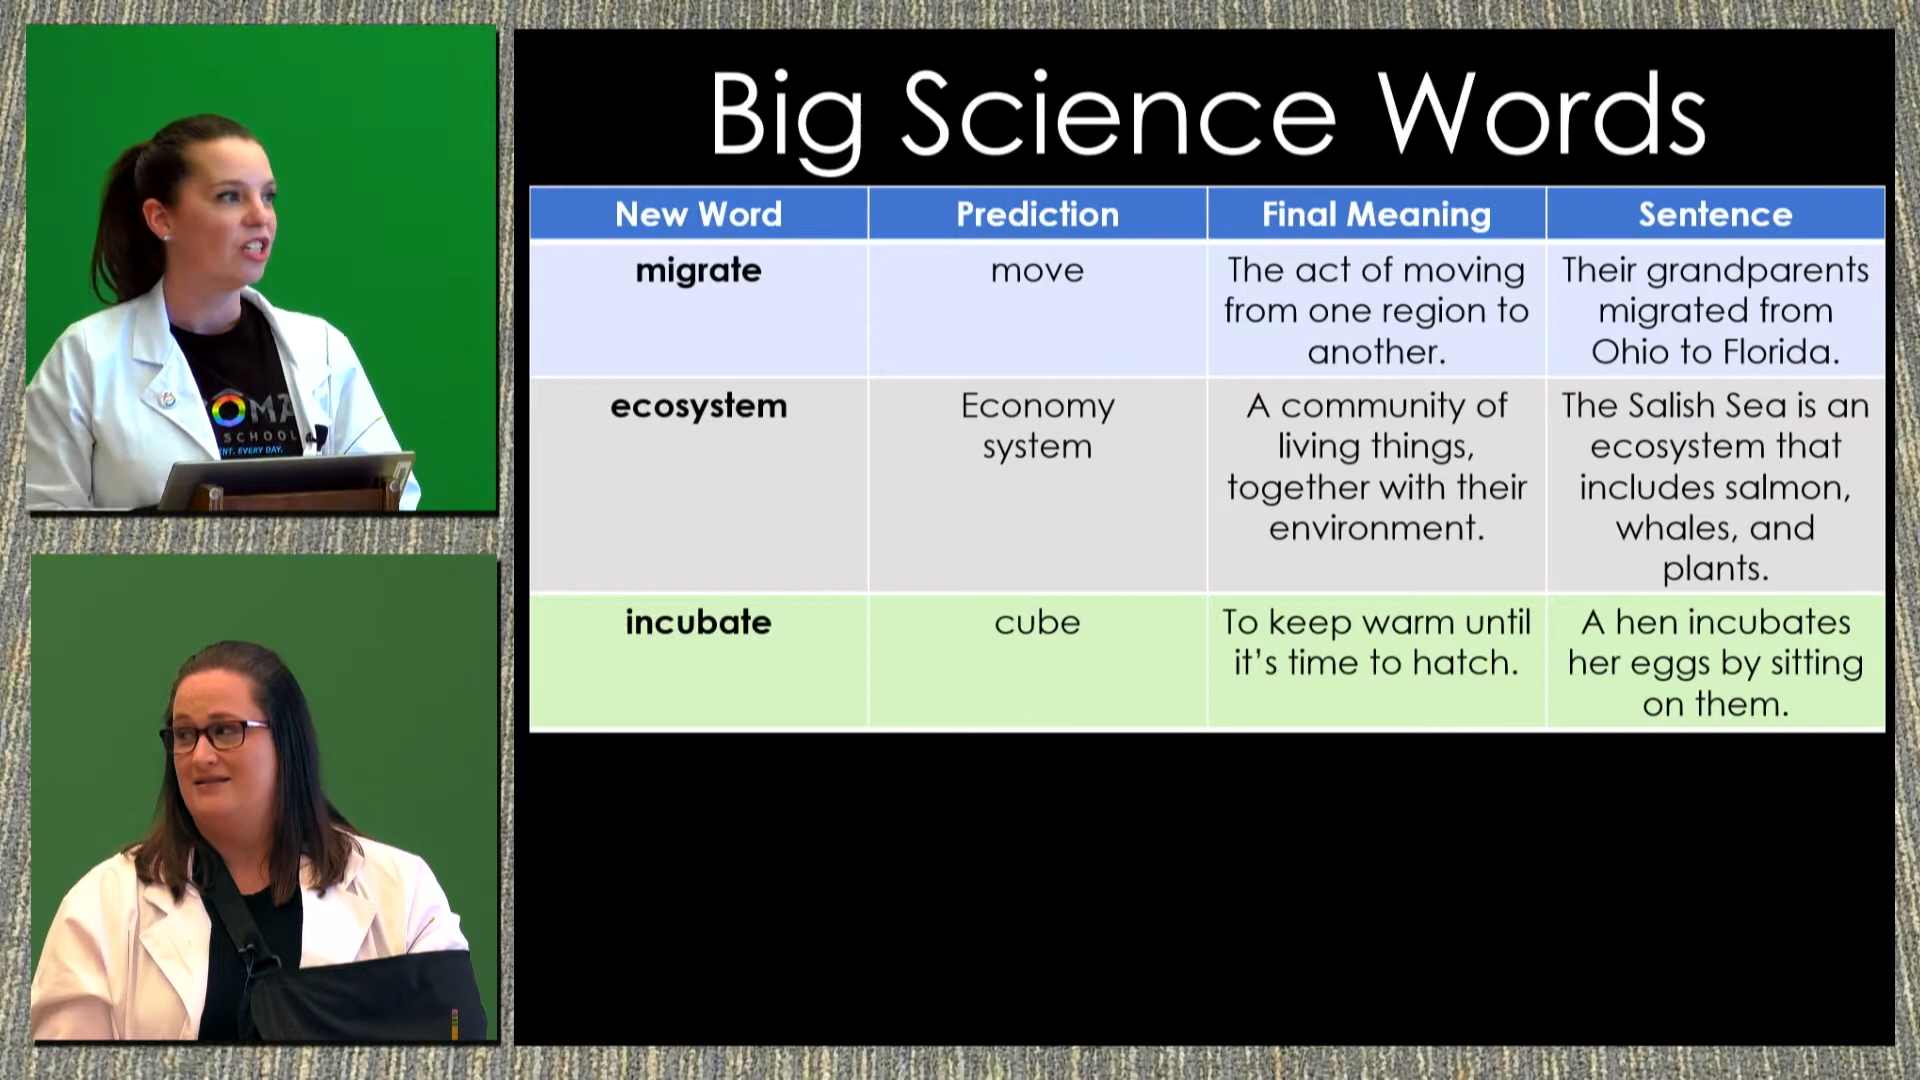 Big Science Words
New Word
Prediction
Final Meaning
Sentence
migrate
move
The act of moving
from one region to
another.
Their grandparents
migrated from
Ohio to Florida.
ecosystem
Economy
system
A community of
living things,
together with their
environment.
The Salish Sea is an
ecosystem that
includes salmon,
whales, and
plants.
incubate
cube
To keep warm until
it's time to hatch.
A hen incubates
her eggs by sitting
on them.
SCHOOL
EVERY DAY.